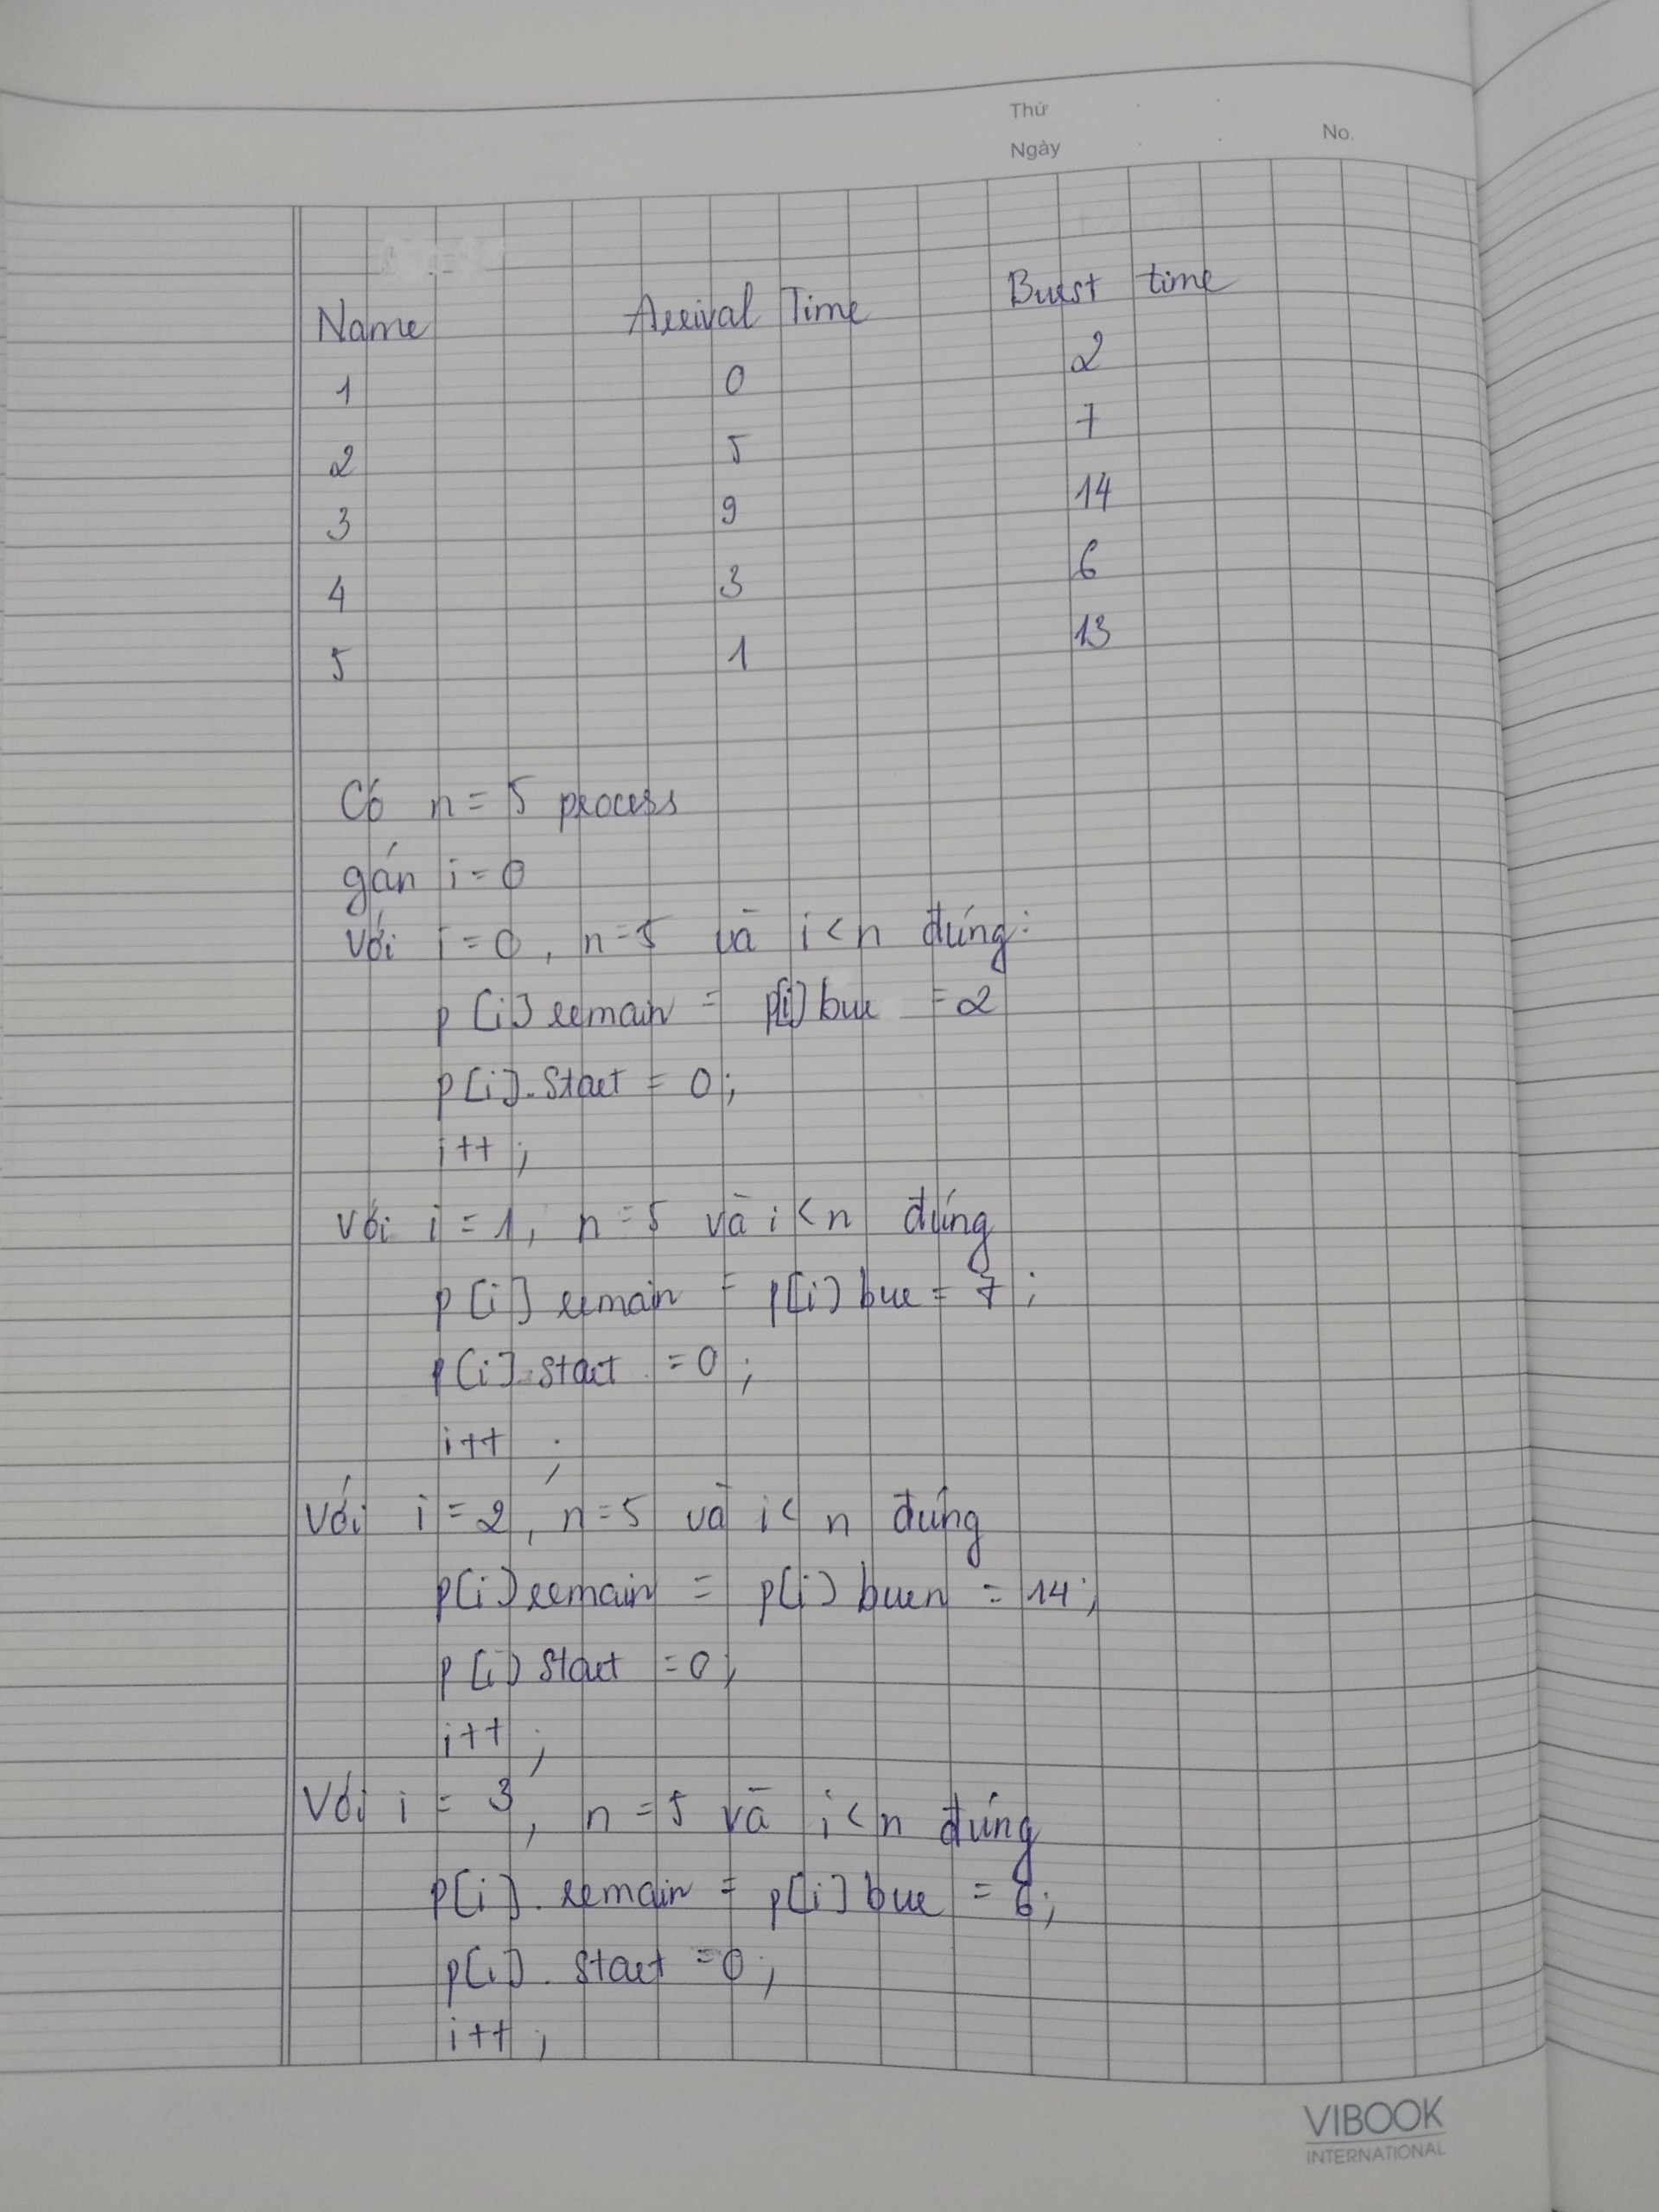 Thứ
Ngày
No.
Name Arrival Time Burst time
1 0 2
2 5 7
3 9 14
4 3 6
5 1 13
Có n = 5 process
gán i = 0
Với i = 0, n = 5 và i < n đúng:
p[i] remain = p[i] bur = 2
p[i]. Start = 0;
i++;
Với i = 1, n = 5 và i < n đúng
p[i] remain = p[i] bur = 7;
p[i]. start = 0;
i++ ;
Với i = 2, n = 5 và i < n đúng
p[i] remain = p[i] burn = 14;
p[i] start = 0;
i++;
Với i = 3, n = 5 và i < n đúng
p[i]. remain = p[i] bur = 6;
p[i]. start = 0;
i++;
VIBOOK
INTERNATIONAL